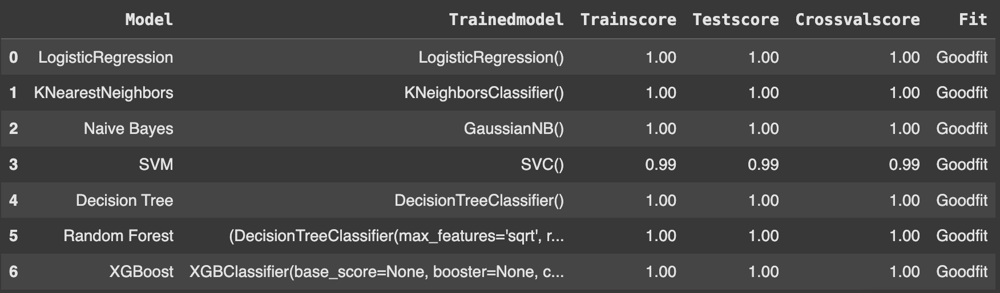 Model Trainedmodel Trainscore Testscore Crossvalscore Fit
0 LogisticRegression LogisticRegression() 1.00 1.00 1.00 Goodfit
1 KNearestNeighbors KNeighborsClassifier() 1.00 1.00 1.00 Goodfit
2 Naive Bayes GaussianNB() 1.00 1.00 1.00 Goodfit
3 SVM SVC() 0.99 0.99 0.99 Goodfit
4 Decision Tree DecisionTreeClassifier() 1.00 1.00 1.00 Goodfit
5 Random Forest (DecisionTreeClassifier(max_features='sqrt', r... 1.00 1.00 1.00 Goodfit
6 XGBoost XGBClassifier(base_score=None, booster=None, c... 1.00 1.00 1.00 Goodfit